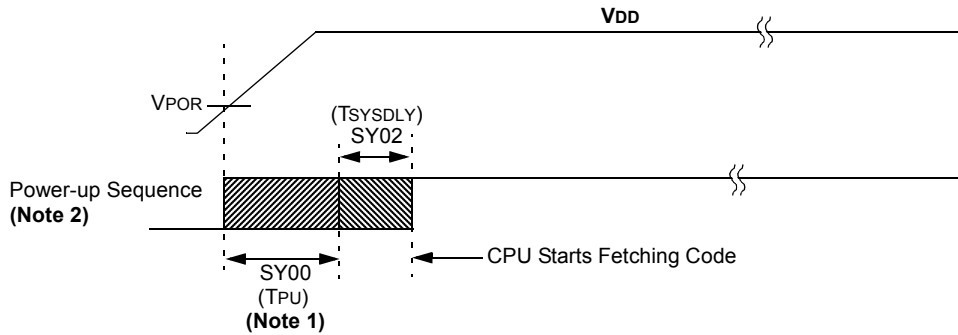 VDD
VPOR
(TSYSDLY)
SY02
Power-up Sequence
(Note 2)
CPU Starts Fetching Code
SY00
(TPU)
(Note 1)